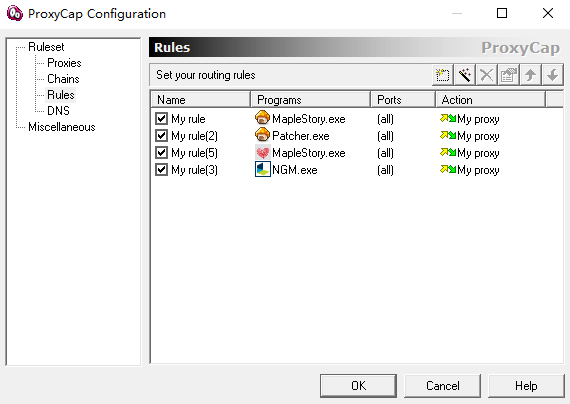 ProxyCap Configuration
Ruleset
Proxies
Chains
Rules
DNS
Miscellaneous
Rules ProxyCap
Set your routing rules
Name Programs Ports Action
My rule MapleStory.exe (all) My proxy
My rule(2) Patcher.exe (all) My proxy
My rule(5) MapleStory.exe (all) My proxy
My rule(3) NGM.exe (all) My proxy
OK Cancel Help